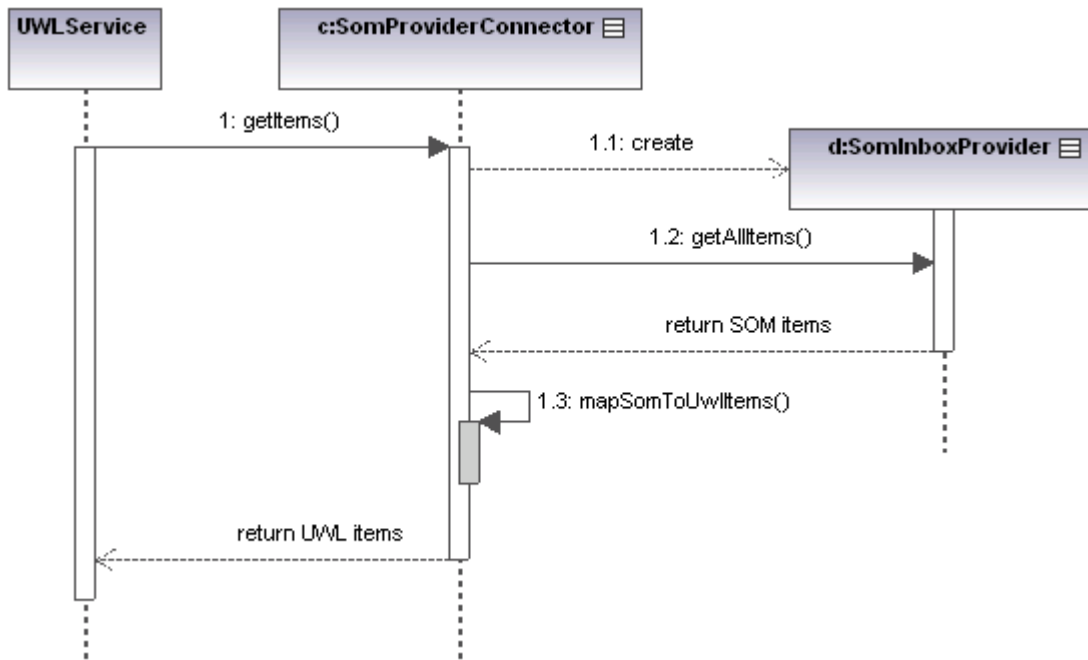 UWLService
c:SomProviderConnector
1: getItems()
1.1: create
d:SomInboxProvider
1.2: getAllItems()
return SOM items
1.3: mapSomToUwlItems()
return UWL items